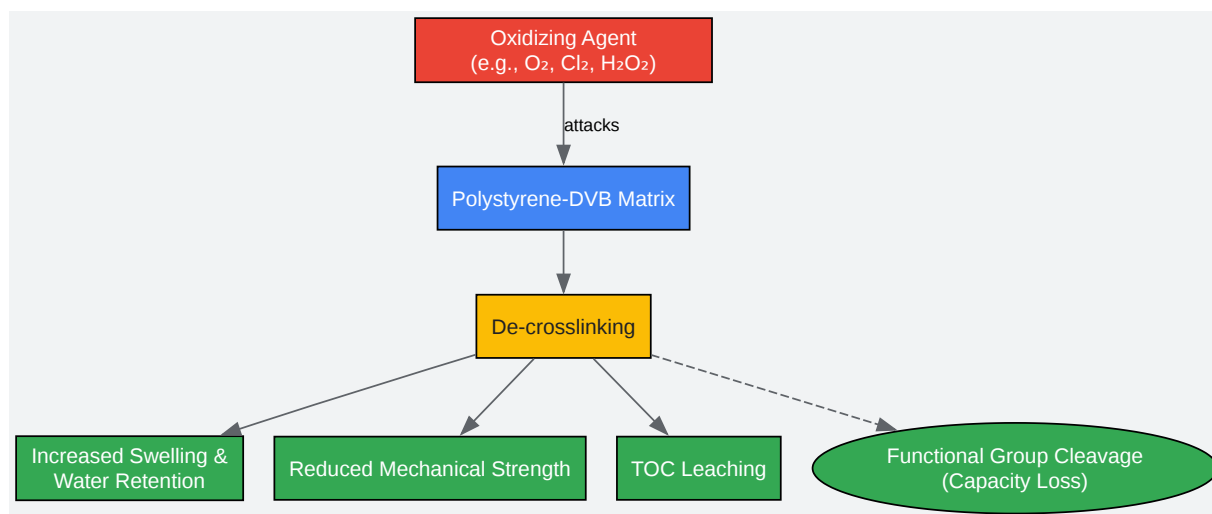 Oxidizing Agent
(e.g., O₂, Cl₂, H₂O₂)
attacks
Polystyrene-DVB Matrix
De-crosslinking
Increased Swelling &
Water Retention
Reduced Mechanical Strength
TOC Leaching
Functional Group Cleavage
(Capacity Loss)